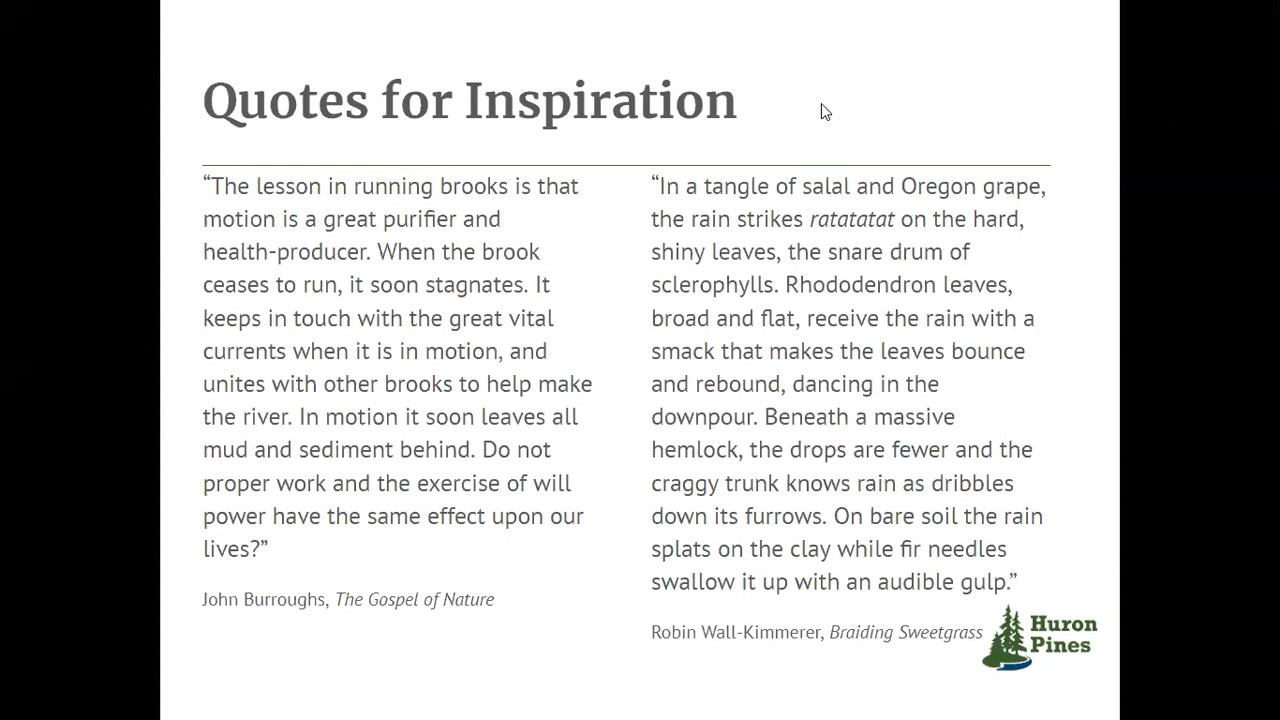 Quotes for Inspiration
“The lesson in running brooks is that
motion is a great purifier and
health-producer. When the brook
ceases to run, it soon stagnates. It
keeps in touch with the great vital
currents when it is in motion, and
unites with other brooks to help make
the river. In motion it soon leaves all
mud and sediment behind. Do not
proper work and the exercise of will
power have the same effect upon our
lives?”
John Burroughs, The Gospel of Nature
“In a tangle of salal and Oregon grape,
the rain strikes ratatatat on the hard,
shiny leaves, the snare drum of
sclerophylls. Rhododendron leaves,
broad and flat, receive the rain with a
smack that makes the leaves bounce
and rebound, dancing in the
downpour. Beneath a massive
hemlock, the drops are fewer and the
craggy trunk knows rain as dribbles
down its furrows. On bare soil the rain
splats on the clay while fir needles
swallow it up with an audible gulp.”
Robin Wall-Kimmerer, Braiding Sweetgrass
Huron
Pines